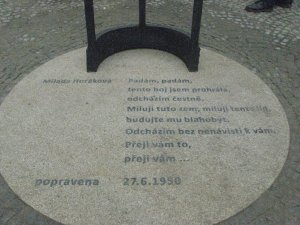 Milada Horáková Padám, padám,
tento boj jsem prohrála,
odcházím čestně.
Miluji tuto zem, miluji tento lid,
budujte mu blahobyt.
Odcházím bez nenávisti k vám.
Přeji vám to,
přeji vám ...
popravena 27.6.1950